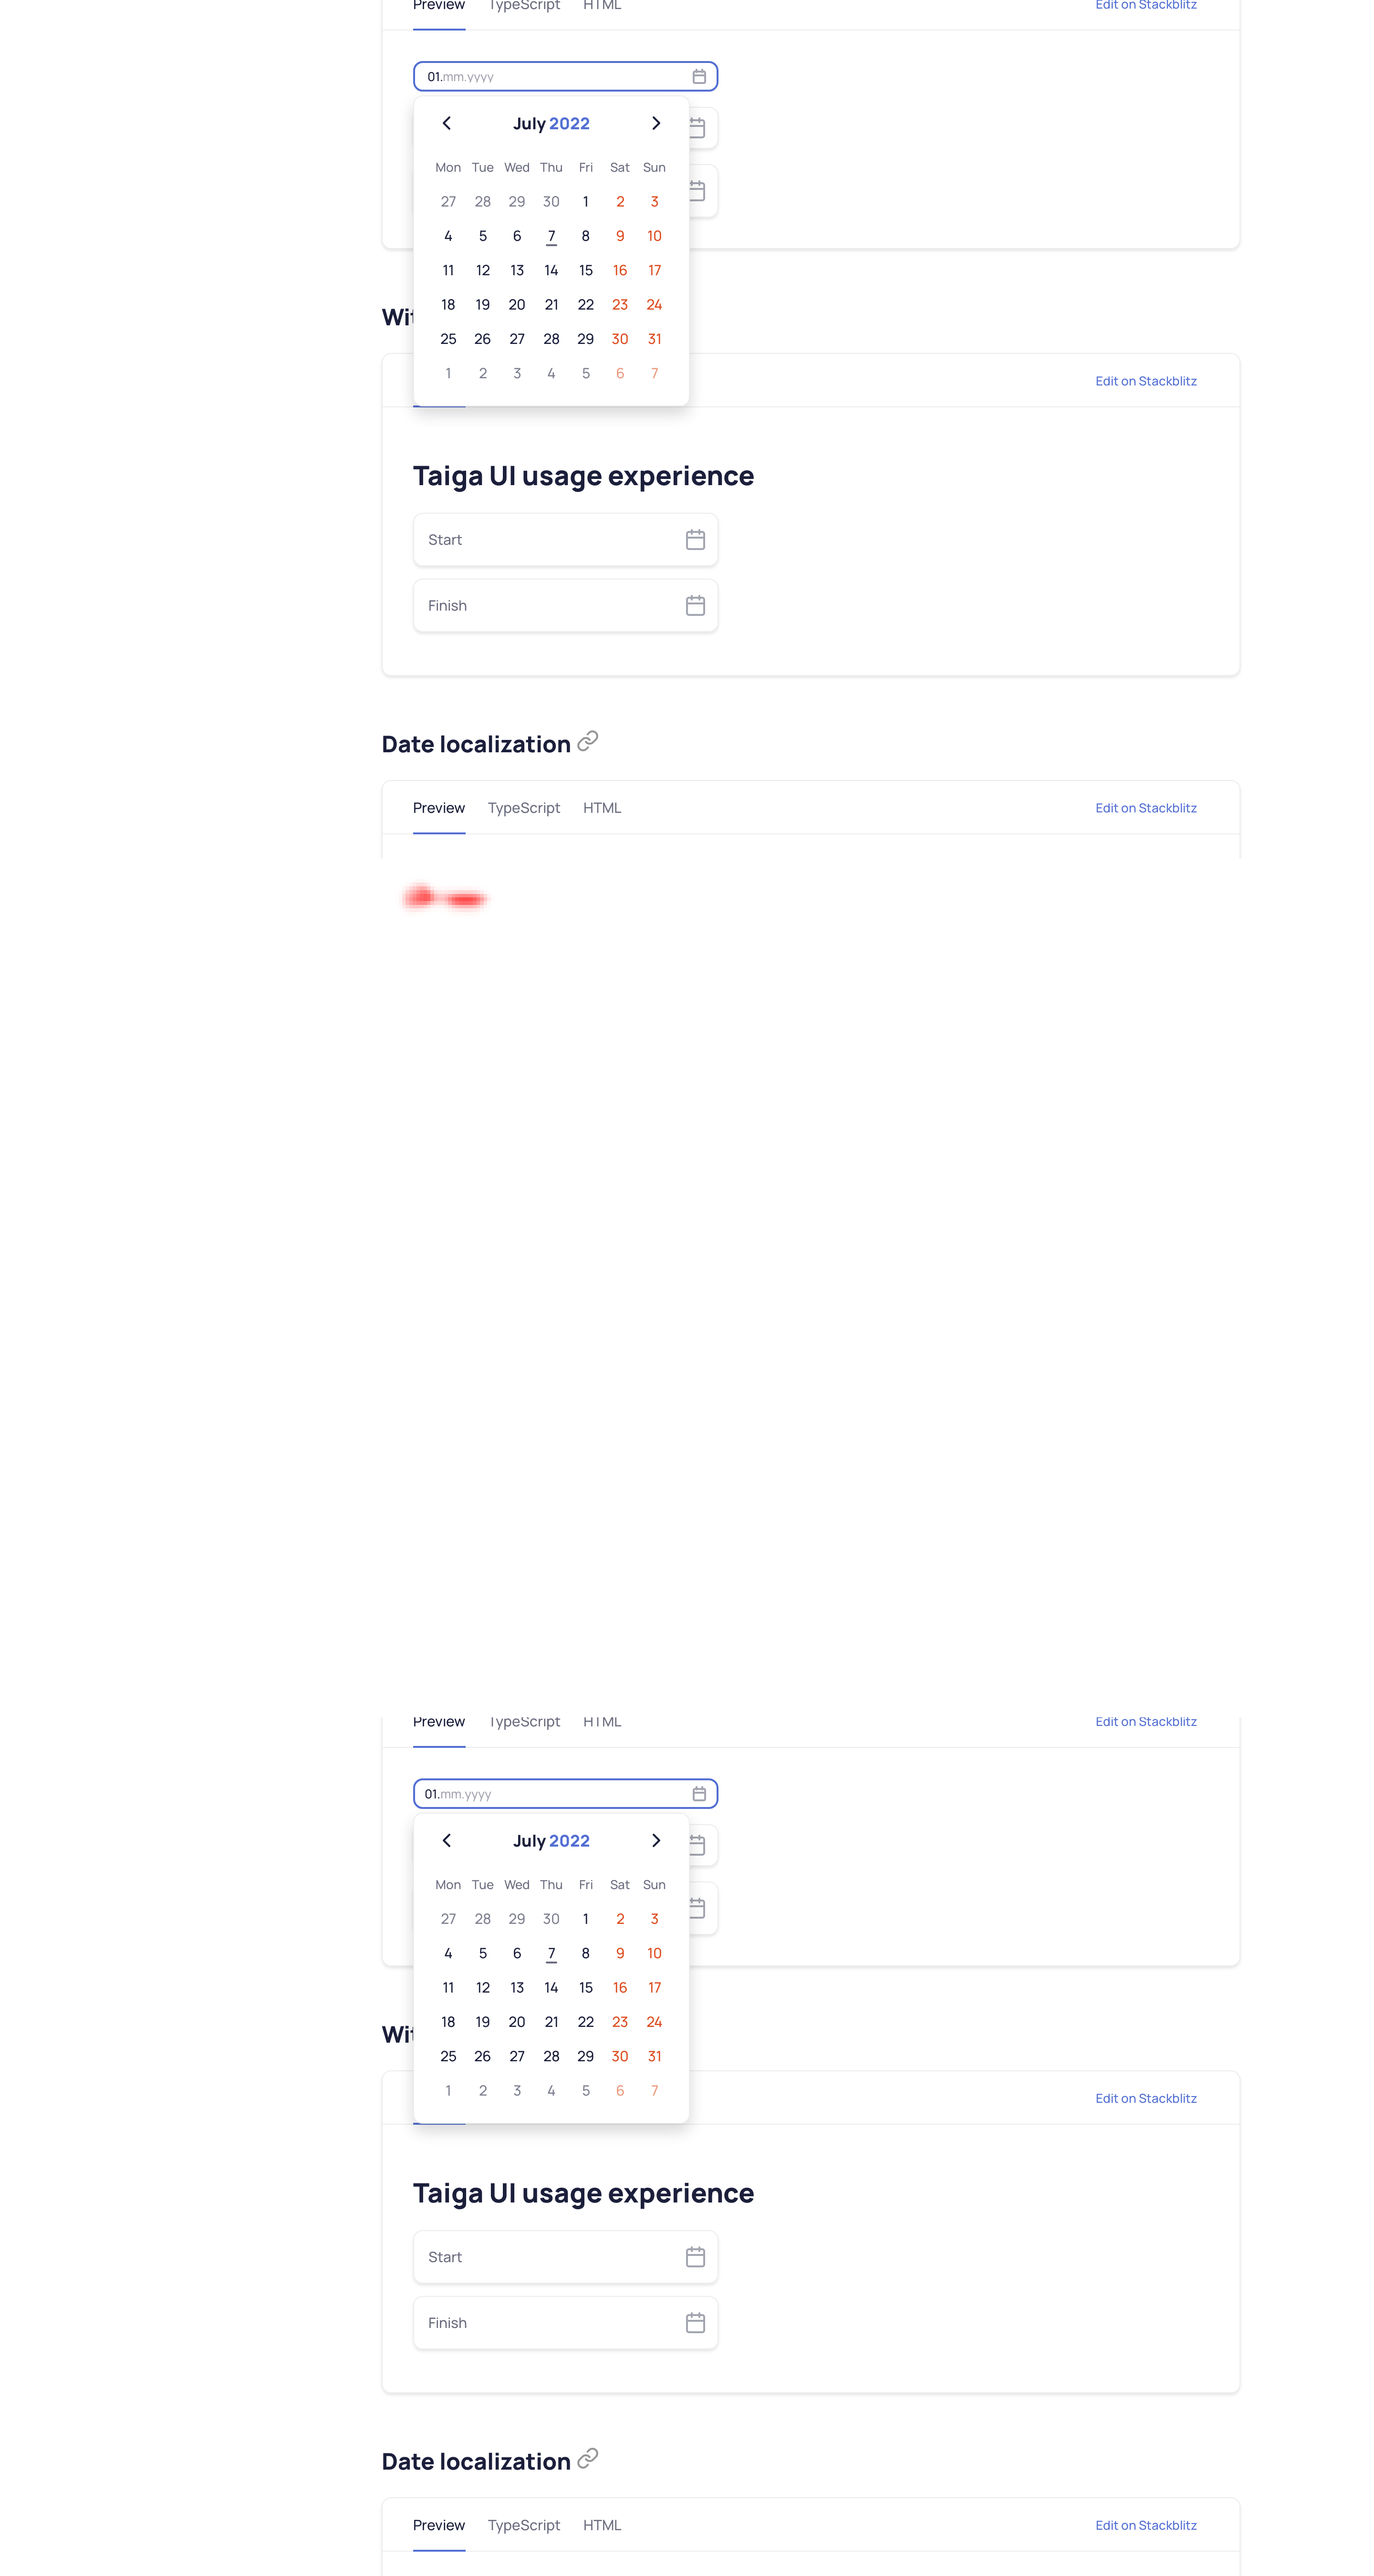 Preview TypeScript HTML Edit on Stackblitz
01.mm.yyyy
July 2022
Mon Tue Wed Thu Fri Sat Sun
27 28 29 30 1 2 3
4 5 6 7 8 9 10
11 12 13 14 15 16 17
18 19 20 21 22 23 24
25 26 27 28 29 30 31
1 2 3 4 5 6 7
Edit on Stackblitz
Taiga UI usage experience
Start
Finish
Date localization
Preview TypeScript HTML Edit on Stackblitz
Preview TypeScript HTML Edit on Stackblitz
01.mm.yyyy
July 2022
Mon Tue Wed Thu Fri Sat Sun
27 28 29 30 1 2 3
4 5 6 7 8 9 10
11 12 13 14 15 16 17
18 19 20 21 22 23 24
25 26 27 28 29 30 31
1 2 3 4 5 6 7
Edit on Stackblitz
Taiga UI usage experience
Start
Finish
Date localization
Preview TypeScript HTML Edit on Stackblitz